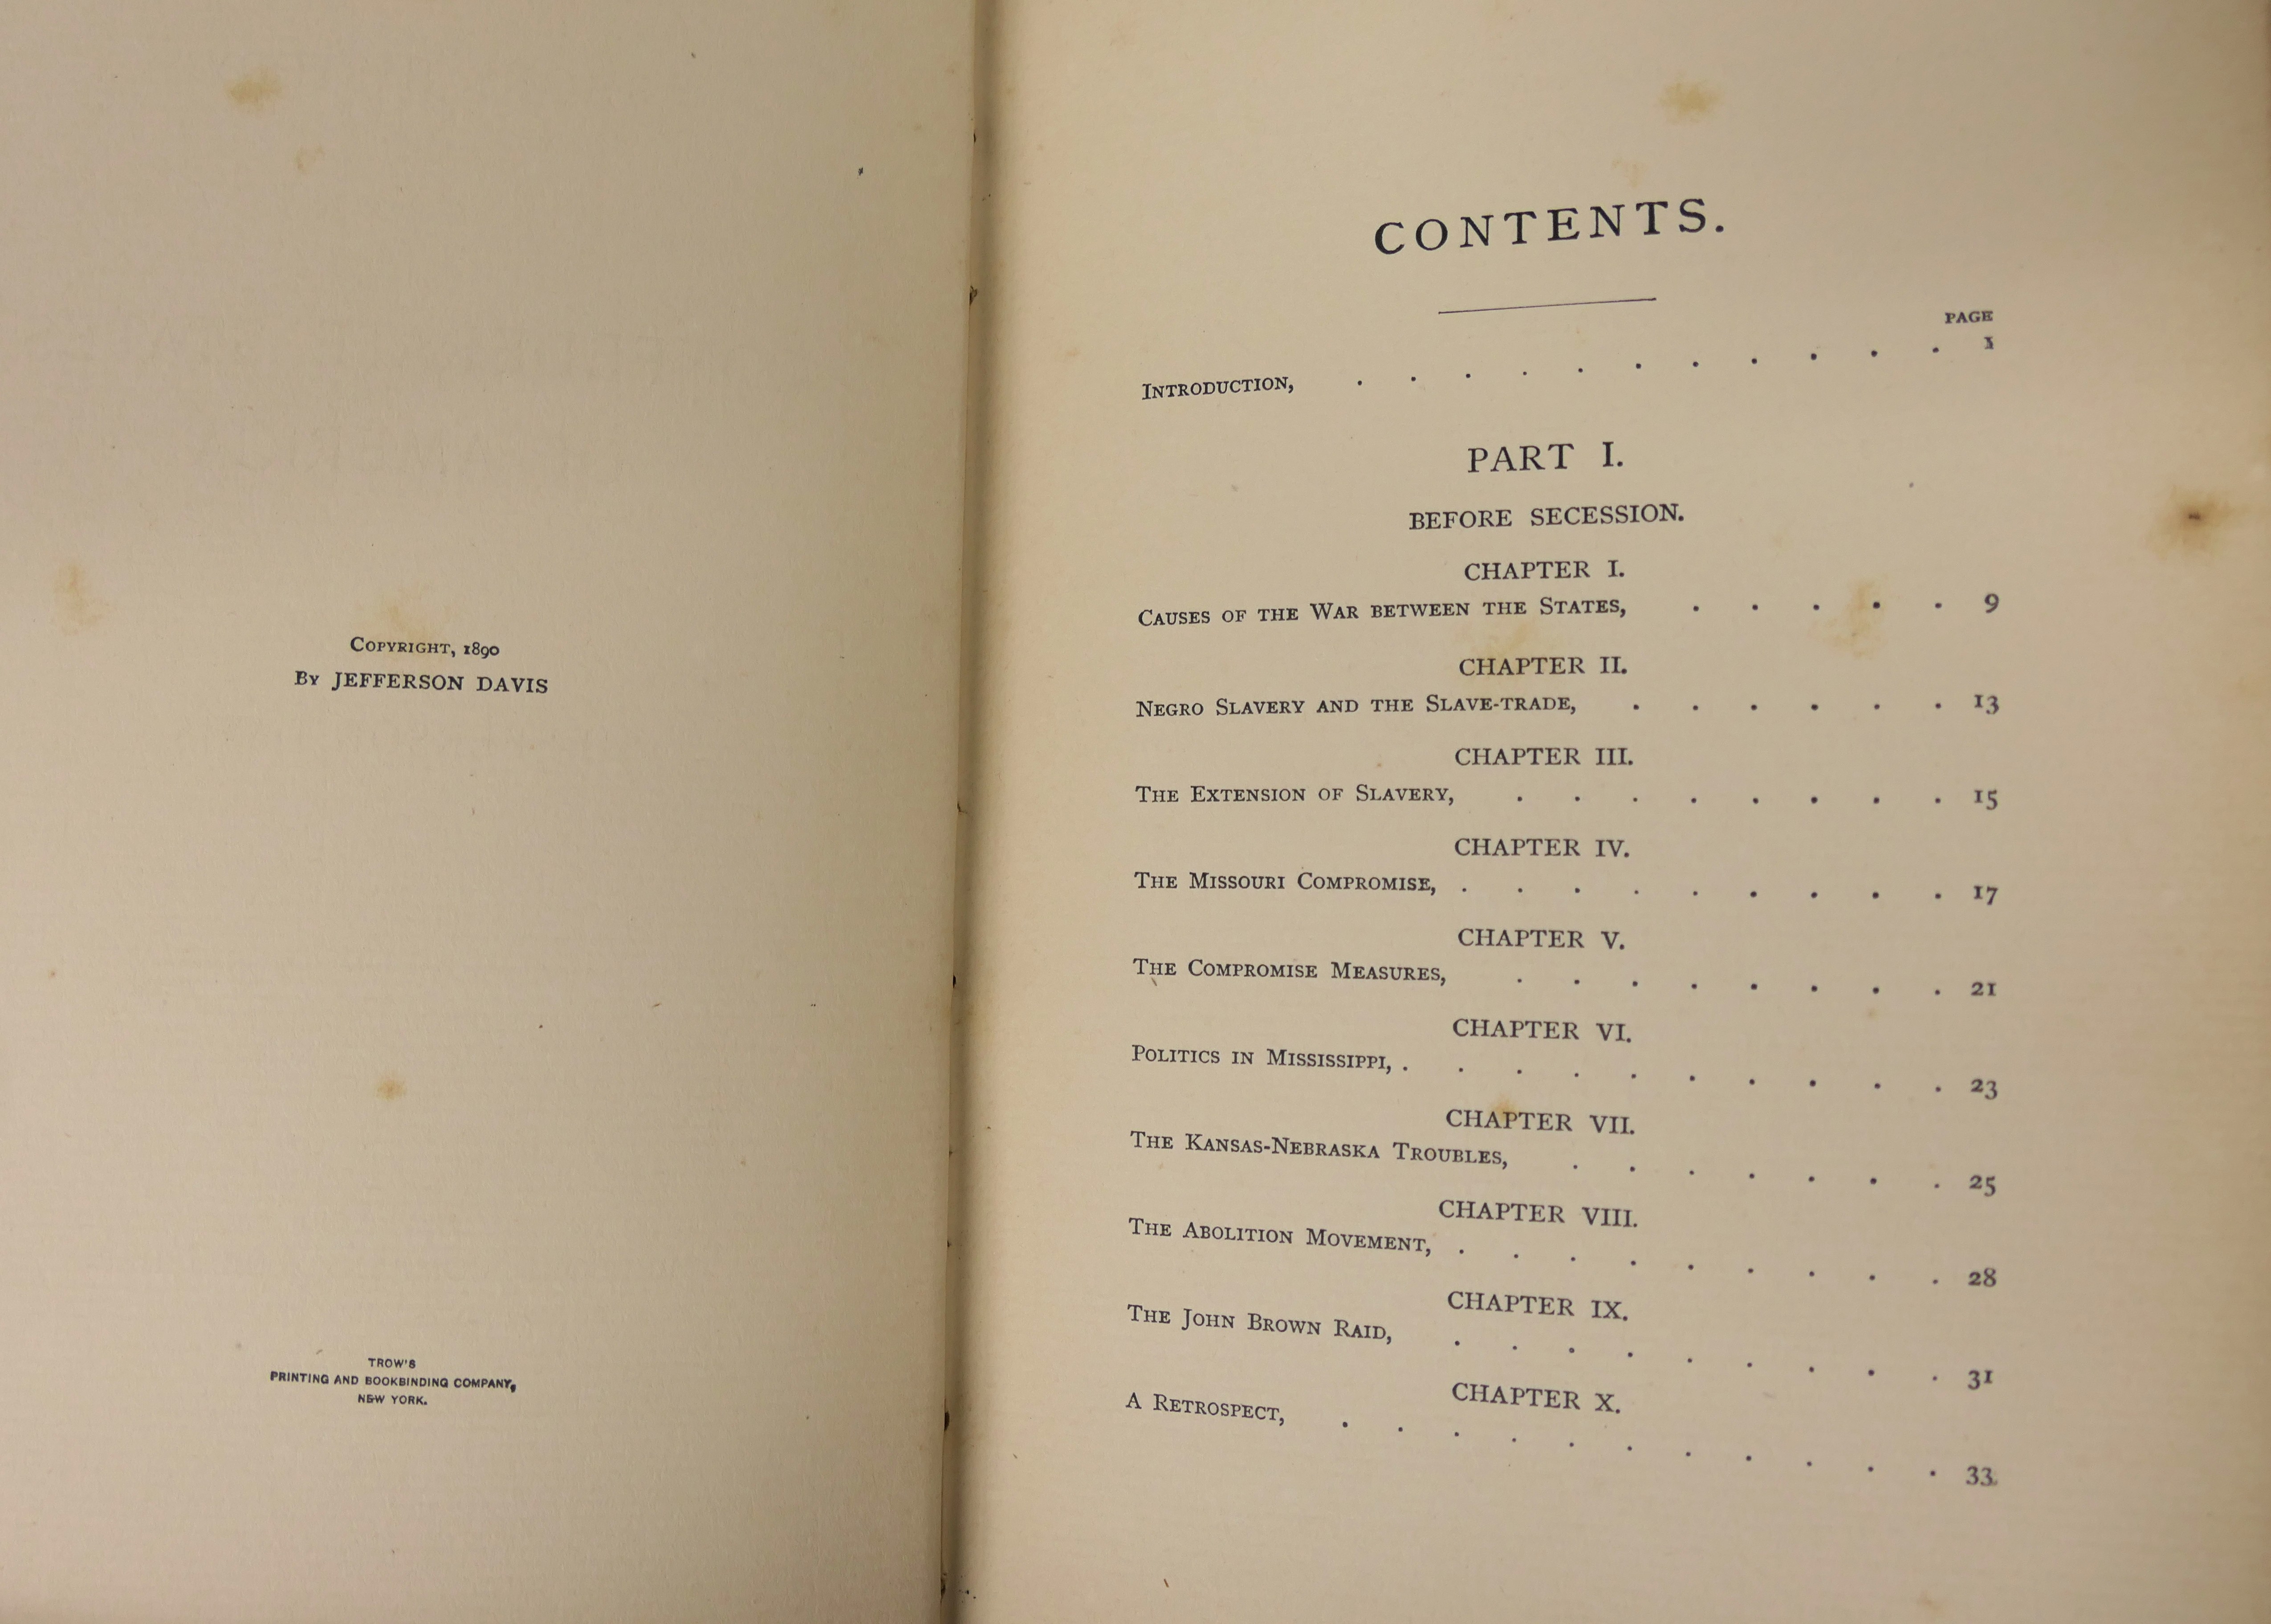 Copyright, 1890
By JEFFERSON DAVIS
TROW'S
PRINTING AND BOOKBINDING COMPANY,
NEW YORK.
CONTENTS.
PAGE
Introduction, . . . . . . . . . . . 1
PART I.
BEFORE SECESSION.
CHAPTER I.
Causes of the War between the States, . . . . . 9
CHAPTER II.
Negro Slavery and the Slave-trade, . . . . . . 13
CHAPTER III.
The Extension of Slavery, . . . . . . . . 15
CHAPTER IV.
The Missouri Compromise, . . . . . . . . . 17
CHAPTER V.
The Compromise Measures, . . . . . . . . 21
CHAPTER VI.
Politics in Mississippi, . . . . . . . . . . 23
CHAPTER VII.
The Kansas-Nebraska Troubles, . . . . . . . 25
CHAPTER VIII.
The Abolition Movement, . . . . . . . . . 28
CHAPTER IX.
The John Brown Raid, . . . . . . . . . 31
CHAPTER X.
A Retrospect, . . . . . . . . . . . 33